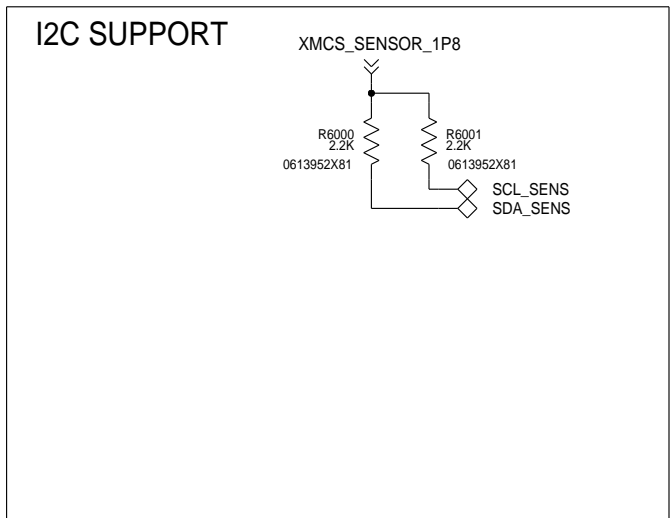 I2C SUPPORT
XMCS_SENSOR_1P8
R6000
2.2K
0613952X81
R6001
2.2K
0613952X81
SCL_SENS
SDA_SENS